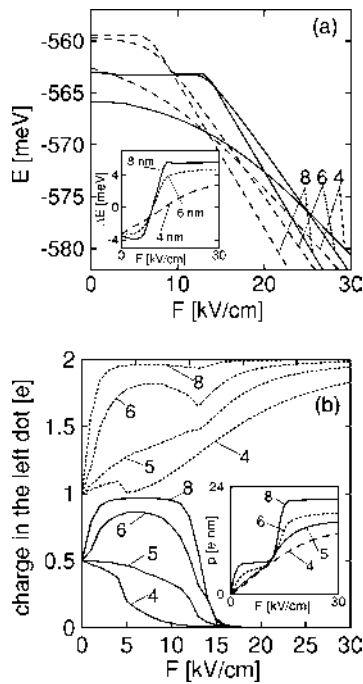 (a)
E [meV]
-560
-565
-570
-575
-580
8 6 4
0 10 20 30
F [kV/cm]
ΔE [meV]
4
0
-4
8 nm
6 nm
4 nm
0 30
F [kV/cm]
(b)
charge in the left dot [e]
2
1.5
1
0.5
0
8
6
5
4
8
6
5
4
0 5 10 15 20 25 30
F [kV/cm]
p [e nm]
24
0
8
6
5
4
0 30
F [kV/cm]